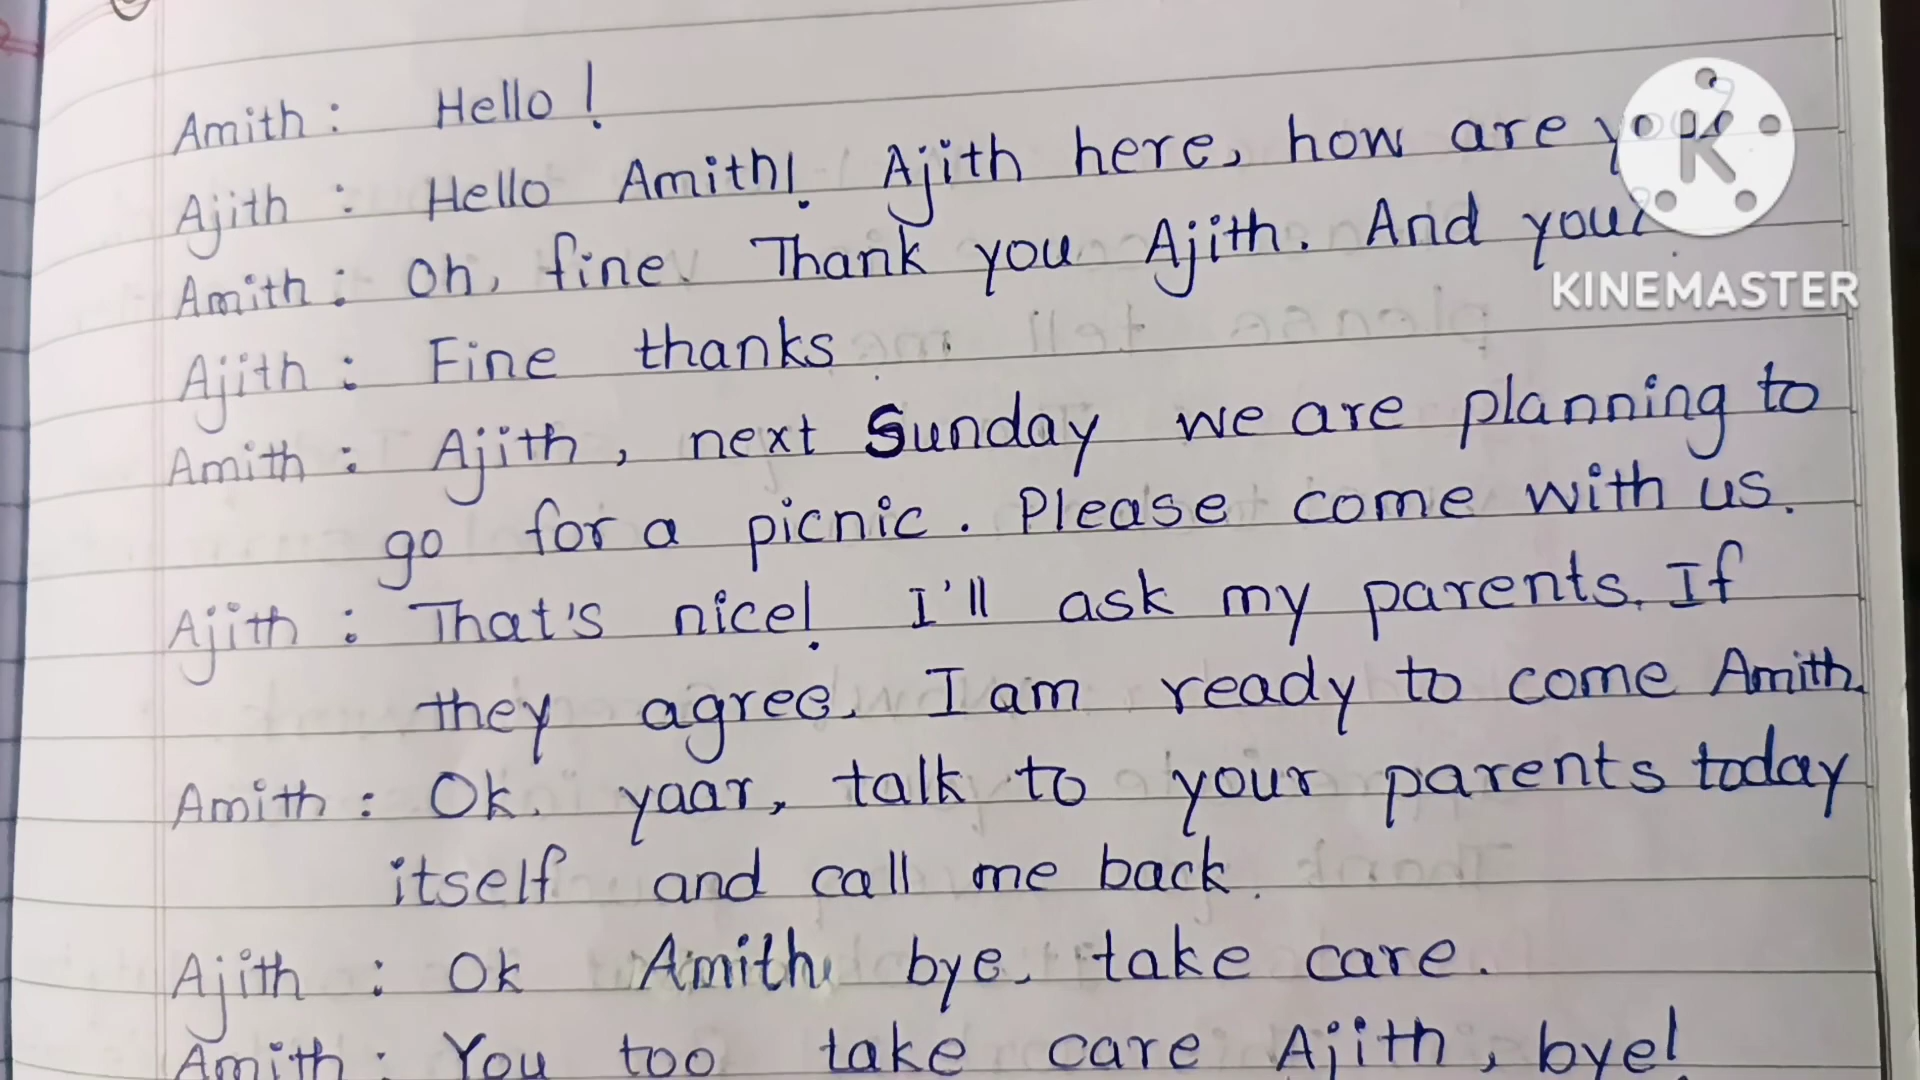 Amith : Hello !
Ajith : Hello Amith! Ajith here, how are you?
Amith : Oh, fine. Thank you Ajith. And you?
KINEMASTER
Ajith : Fine thanks.
Amith : Ajith, next Sunday we are planning to
go for a picnic. Please come with us.
Ajith : That's nice! I'll ask my parents. If
they agree, I am ready to come Amith.
Amith : Ok. yaar, talk to your parents today
itself and call me back.
Ajith : Ok Amith, bye, take care.
Amith : You too take care Ajith, bye!